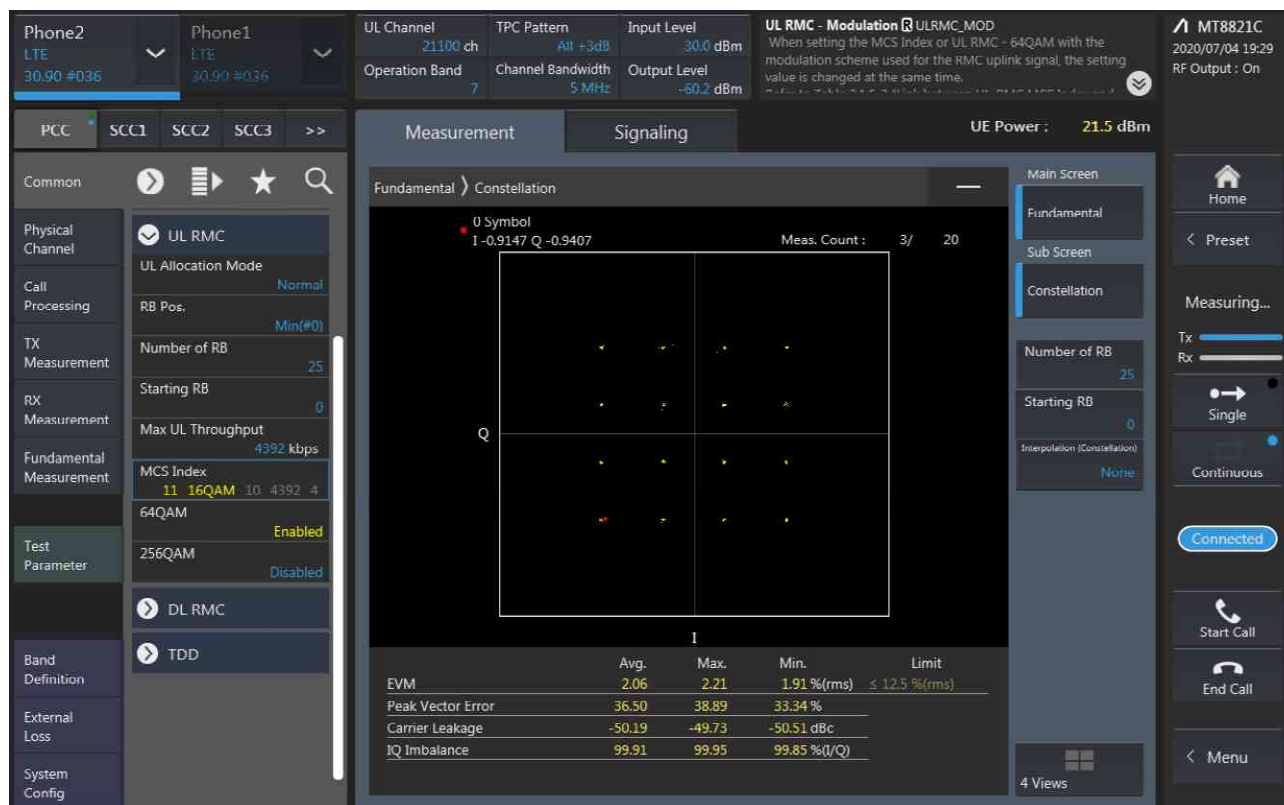 Phone2
LTE
30.90 #036
Phone1
LTE
30.90 #036
UL Channel
21100 ch
Operation Band
7
TPC Pattern
All +3dB
Channel Bandwidth
5 MHz
Input Level
30.0 dBm
Output Level
-60.2 dBm
UL RMC - Modulation R ULRMC_MOD
When setting the MCS Index or UL RMC - 64QAM with the
modulation scheme used for the RMC uplink signal, the setting
value is changed at the same time.
MT8821C
2020/07/04 19:29
RF Output : On
PCC SCC1 SCC2 SCC3 >>
Measurement
Signaling
UE Power : 21.5 dBm
Common
Physical
Channel
Call
Processing
TX
Measurement
RX
Measurement
Fundamental
Measurement
Test
Parameter
Band
Definition
External
Loss
System
Config
UL RMC
UL Allocation Mode
Normal
RB Pos.
Min(#0)
Number of RB
25
Starting RB
0
Max UL Throughput
4392 kbps
MCS Index
11 16QAM 10 4392 4
64QAM
Enabled
256QAM
Disabled
DL RMC
TDD
Fundamental ⟩ Constellation
0 Symbol
I -0.9147 Q -0.9407
Meas. Count : 3/ 20
Q
I
Avg. Max. Min. Limit
EVM 2.06 2.21 1.91 %(rms) ≤ 12.5 %(rms)
Peak Vector Error 36.50 38.89 33.34 %
Carrier Leakage -50.19 -49.73 -50.51 dBc
IQ Imbalance 99.91 99.95 99.85 %(I/Q)
Main Screen
Fundamental
Sub Screen
Constellation
Number of RB
25
Starting RB
0
Interpolation (Constellation)
None
4 Views
Home
< Preset
Measuring...
Tx
Rx
Single
Continuous
Connected
Start Call
End Call
< Menu